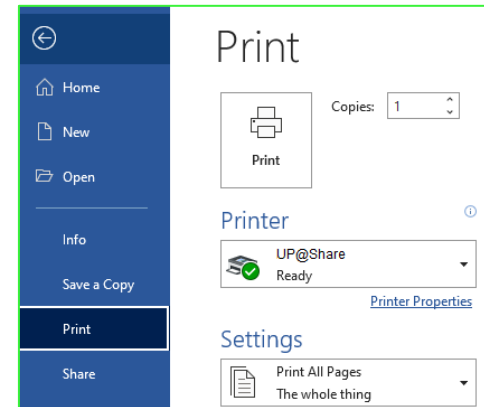 Home
New
Open
Info
Save a Copy
Print
Share
Print
Copies: 1
Print
Printer
UP@Share
Ready
Printer Properties
Settings
Print All Pages
The whole thing